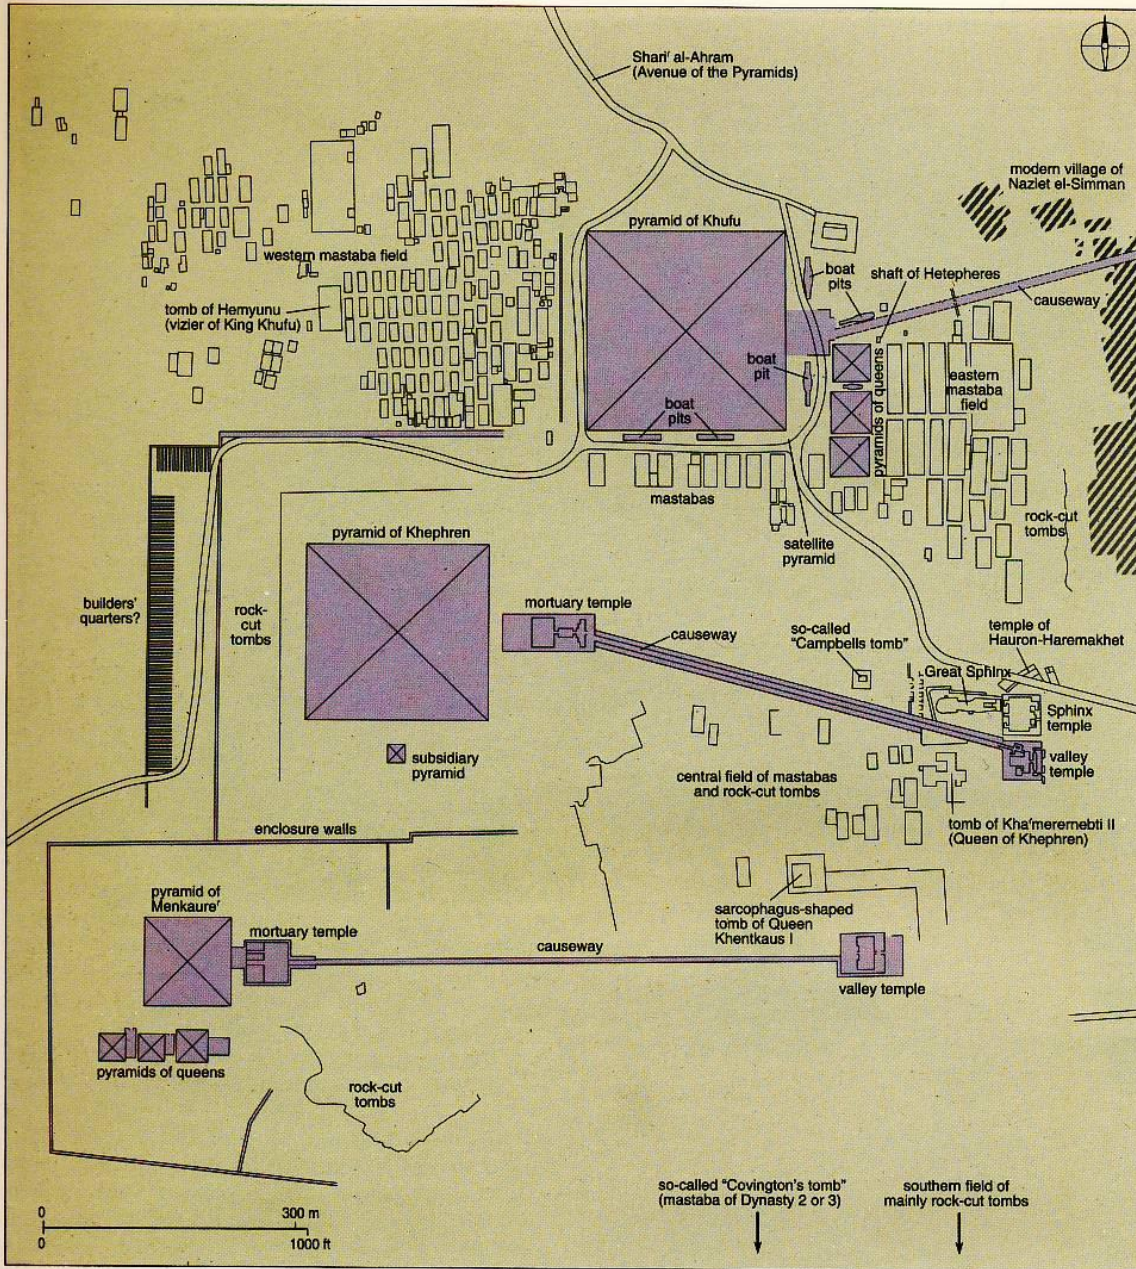 Shari' al-Ahram
(Avenue of the Pyramids)
modern village of
Nazlet el-Simman
pyramid of Khufu
western mastaba field
boat
pits
shaft of Hetepheres
causeway
tomb of Hemyunu
(vizier of King Khufu)
boat
pit
pyramids of queens
eastern
mastaba
field
boat
pits
mastabas
satellite
pyramid
rock-cut
tombs
pyramid of Khephren
builders'
quarters?
rock-
cut
tombs
mortuary temple
causeway
so-called
"Campbells tomb"
temple of
Hauron-Haremakhet
Great Sphinx
Sphinx
temple
subsidiary
pyramid
valley
temple
central field of mastabas
and rock-cut tombs
tomb of Kha'merernebti II
(Queen of Khephren)
enclosure walls
pyramid of
Menkaure'
mortuary temple
sarcophagus-shaped
tomb of Queen
Khentkaus I
causeway
valley temple
pyramids of queens
rock-cut
tombs
so-called "Covington's tomb"
(mastaba of Dynasty 2 or 3)
southern field of
mainly rock-cut tombs
0 300 m
0 1000 ft